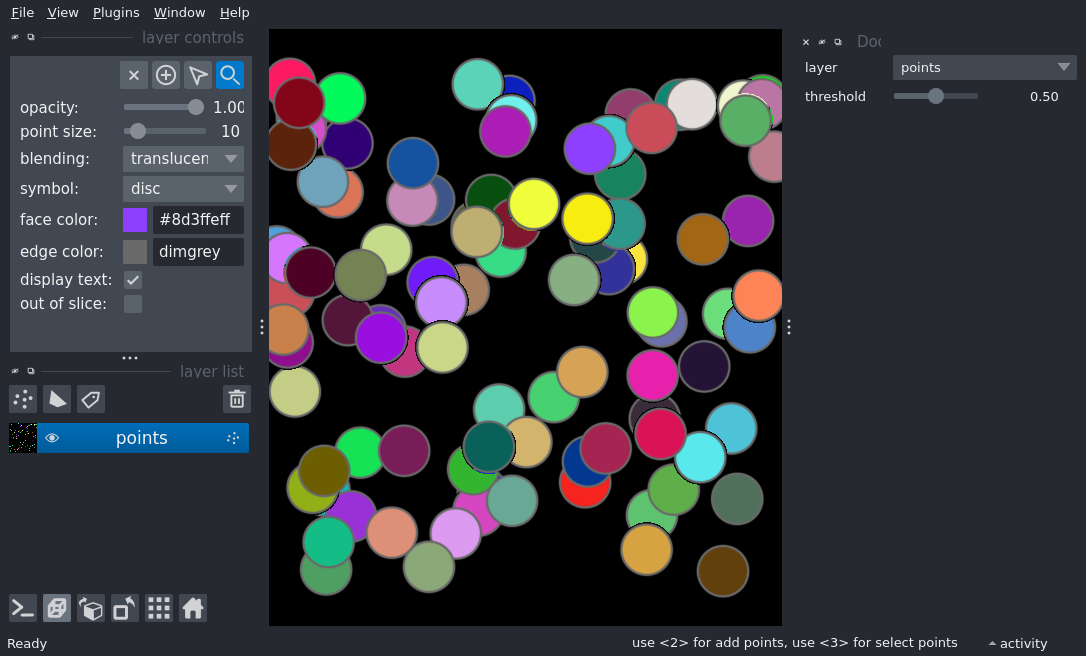 File View Plugins Window Help
layer controls
opacity: 1.00
point size: 10
blending: translucen
symbol: disc
face color: #8d3ffeff
edge color: dimgrey
display text:
out of slice:
layer list
points
Ready
Doc
layer points
threshold 0.50
use <2> for add points, use <3> for select points
activity